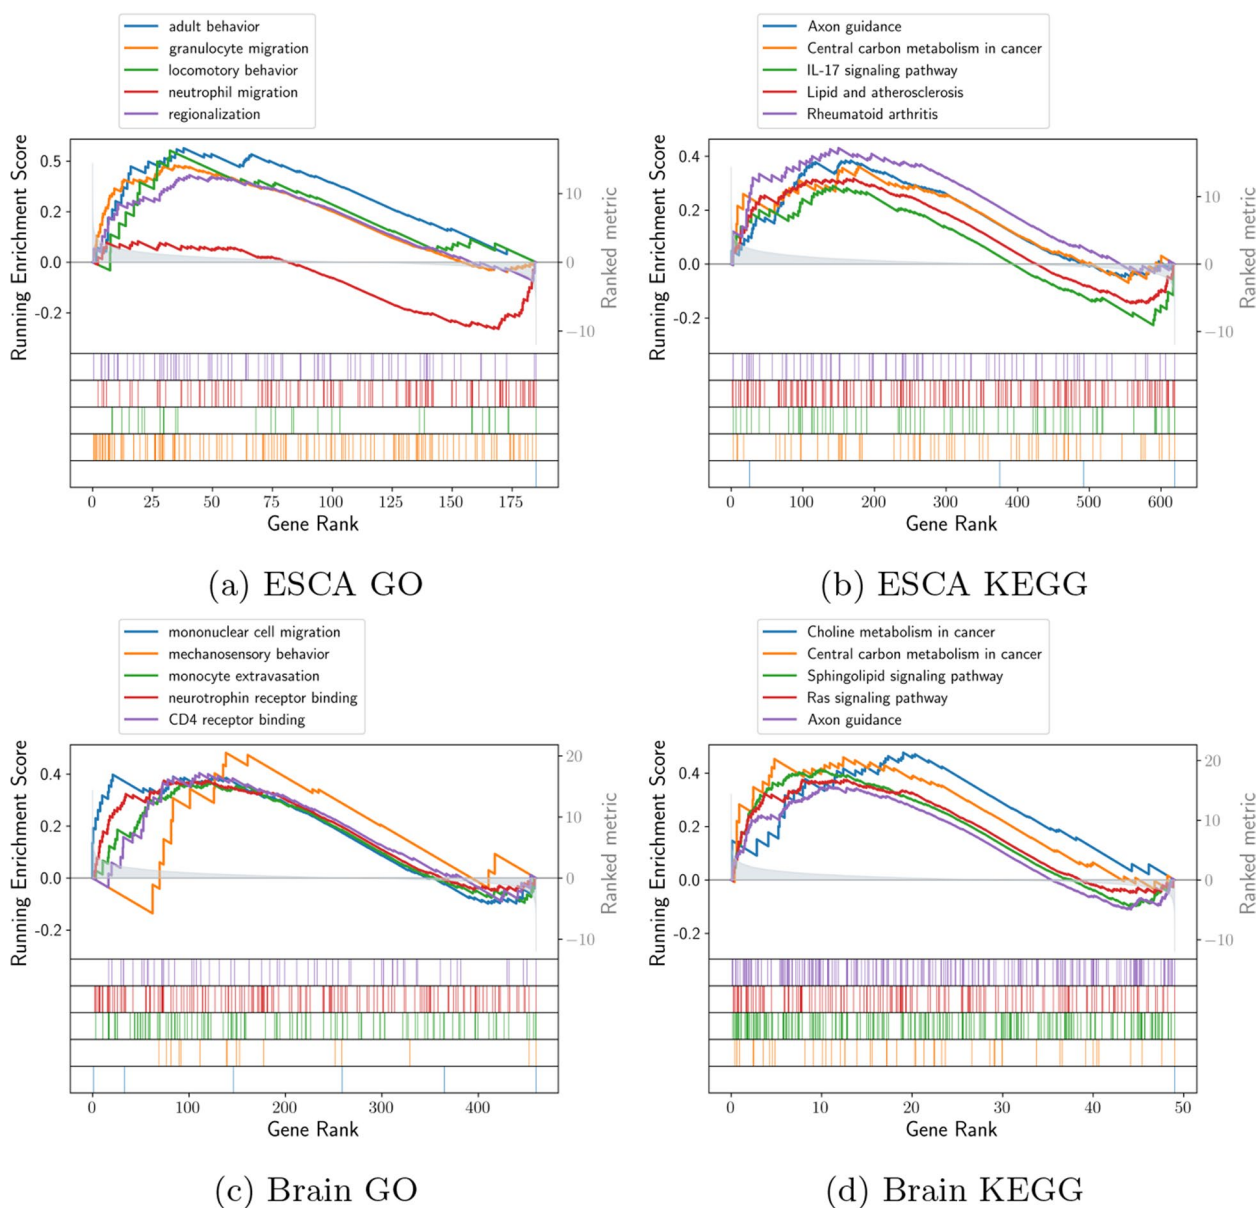 adult behavior
granulocyte migration
locomotory behavior
neutrophil migration
regionalization
Running Enrichment Score
0.5
0.2
0.0
-0.2
10
0
−10
Ranked metric
0 25 50 75 100 125 150 175
Gene Rank
(a) ESCA GO
Axon guidance
Central carbon metabolism in cancer
IL-17 signaling pathway
Lipid and atherosclerosis
Rheumatoid arthritis
Running Enrichment Score
0.4
0.2
0.0
-0.2
10
0
−10
Ranked metric
0 100 200 300 400 500 600
Gene Rank
(b) ESCA KEGG
mononuclear cell migration
mechanosensory behavior
monocyte extravasation
neurotrophin receptor binding
CD4 receptor binding
Running Enrichment Score
0.4
0.2
0.0
-0.2
20
10
0
−10
Ranked metric
0 100 200 300 400
Gene Rank
(c) Brain GO
Choline metabolism in cancer
Central carbon metabolism in cancer
Sphingolipid signaling pathway
Ras signaling pathway
Axon guidance
Running Enrichment Score
0.4
0.2
0.0
-0.2
20
10
0
−10
Ranked metric
0 10 20 30 40 50
Gene Rank
(d) Brain KEGG